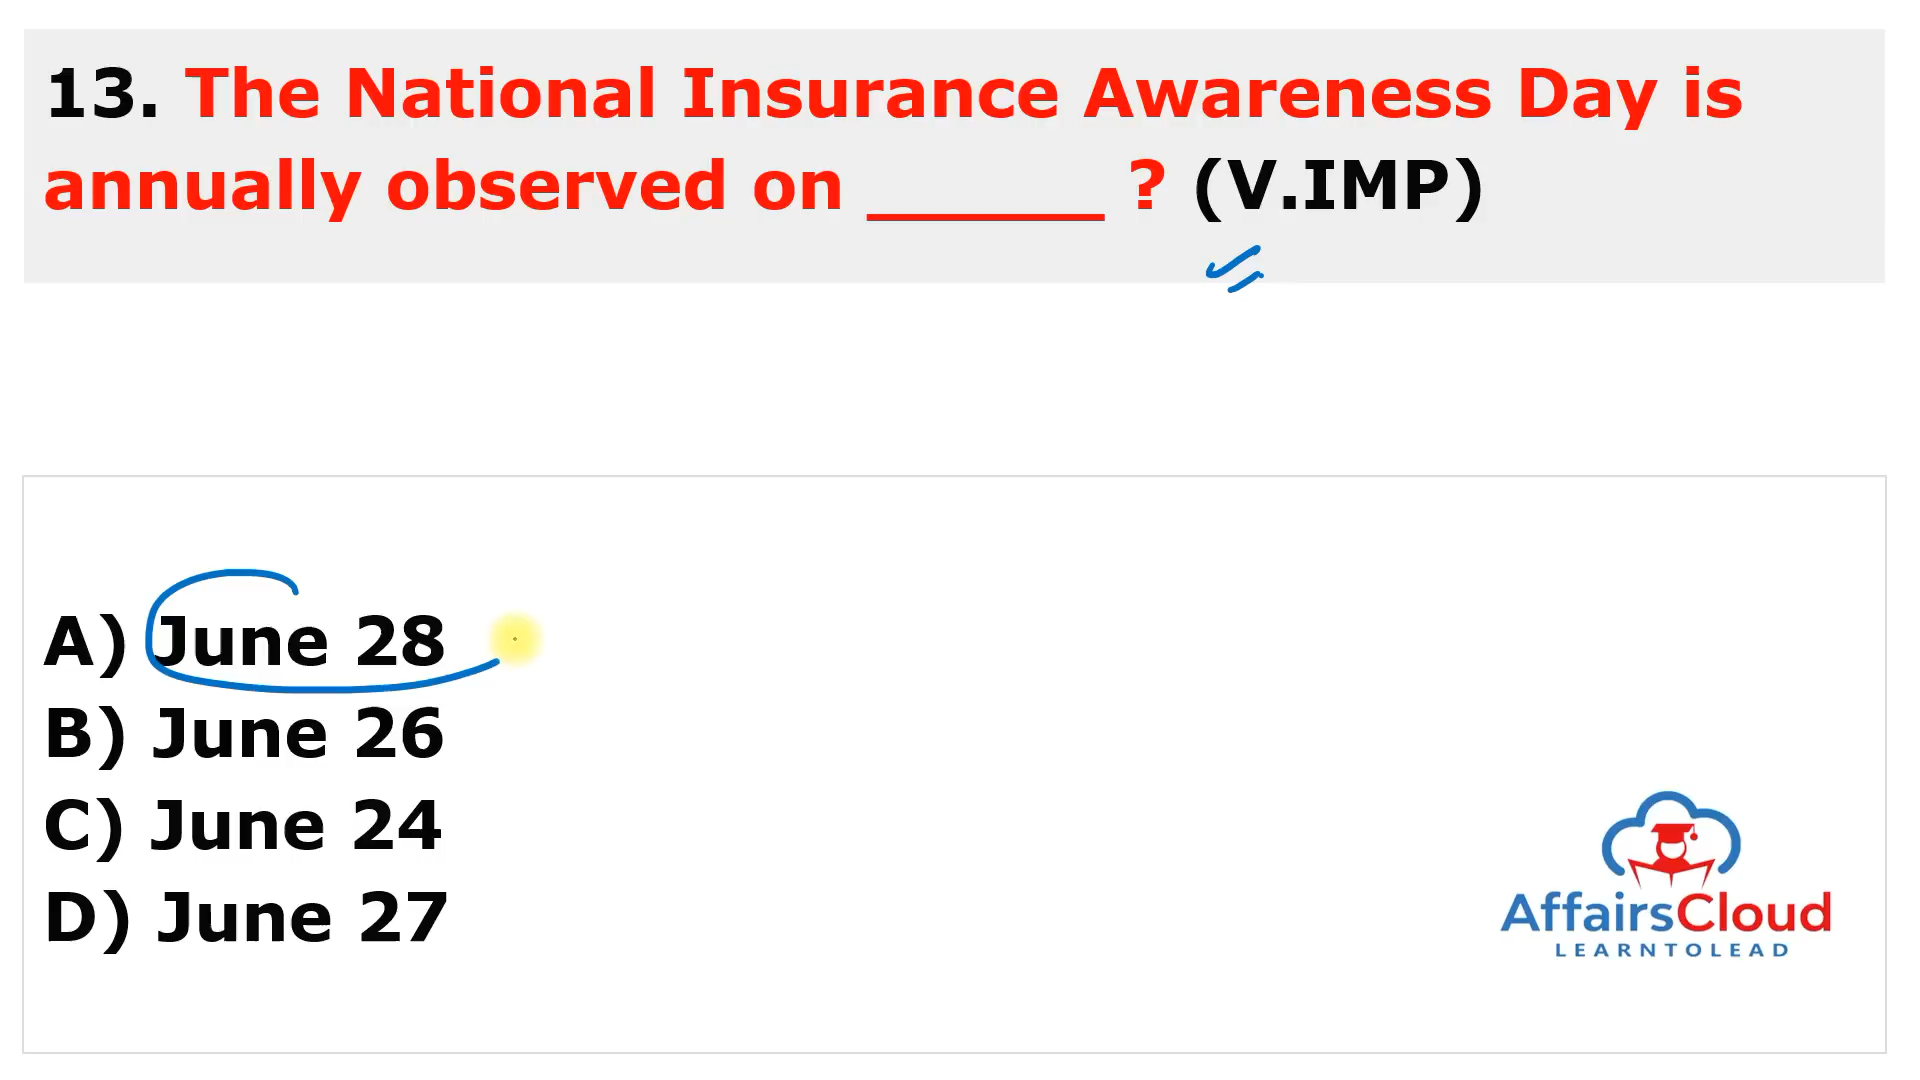 13. The National Insurance Awareness Day is
annually observed on ______ ? (V.IMP)
A) June 28
B) June 26
C) June 24
D) June 27
AffairsCloud
LEARNTOLEAD